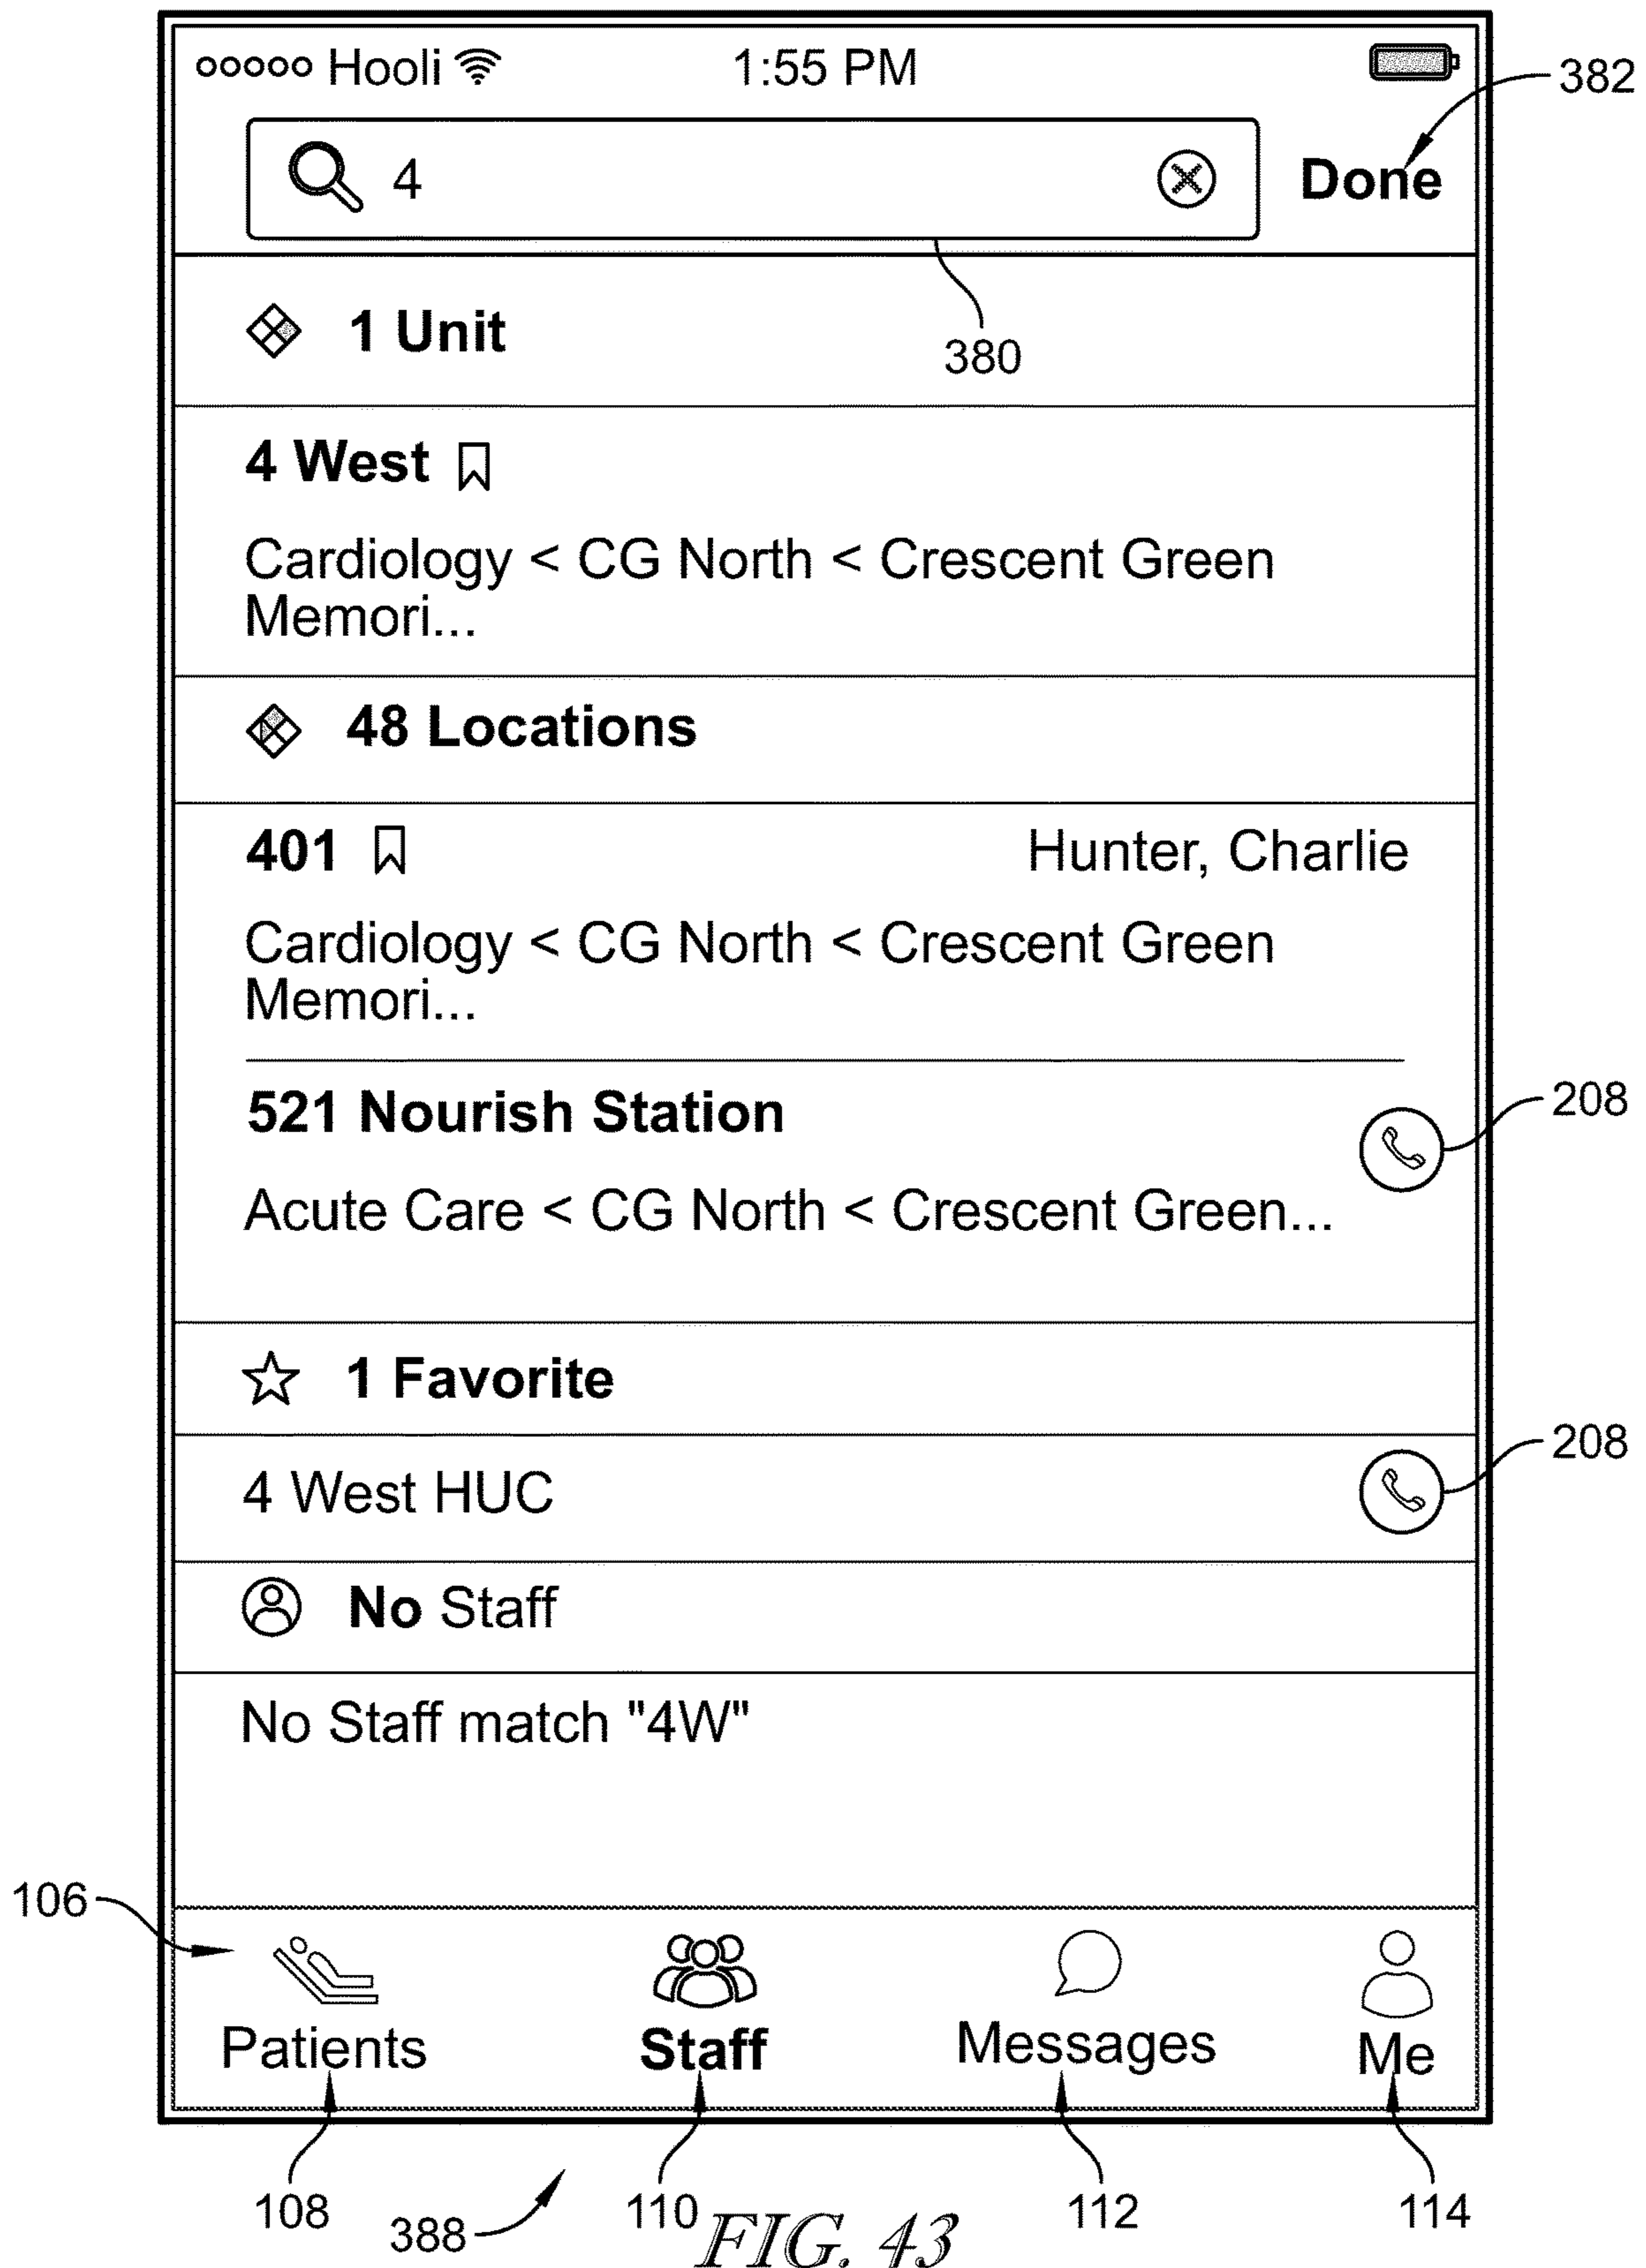 Hooli 1:55 PM
382
4 Done
380
1 Unit
4 West
Cardiology < CG North < Crescent Green
Memori...
48 Locations
401 Hunter, Charlie
Cardiology < CG North < Crescent Green
Memori...
521 Nourish Station
208
Acute Care < CG North < Crescent Green...
1 Favorite
4 West HUC
208
No Staff
No Staff match "4W"
106
Patients Staff Messages Me
108 110 112 114
388
FIG. 43